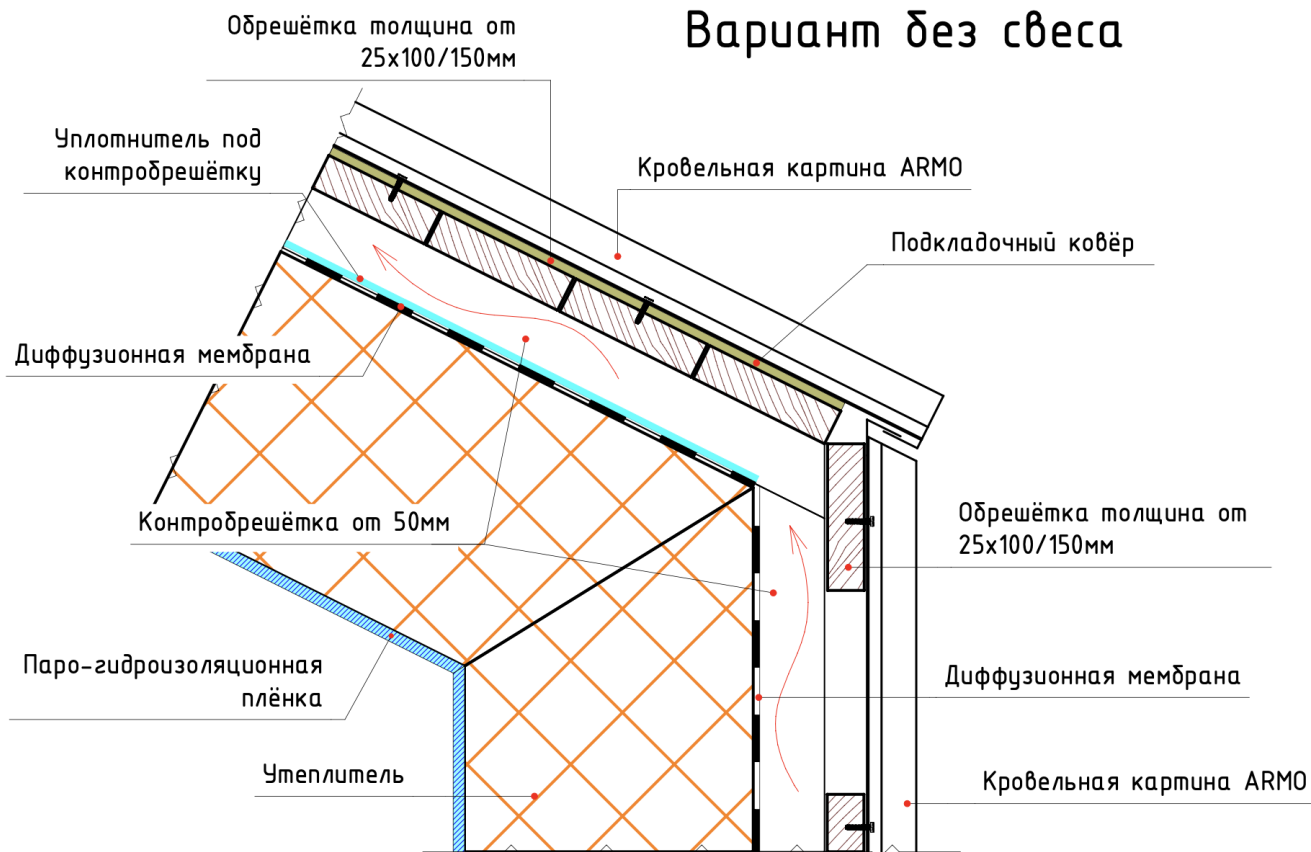 Обрешётка толщина от
25х100/150мм
Вариант без свеса
Уплотнитель под
контробрешётку
Кровельная картина ARMO
Подкладочный ковёр
Диффузионная мембрана
Контробрешётка от 50мм
Обрешётка толщина от
25х100/150мм
Паро-гидроизоляционная
плёнка
Диффузионная мембрана
Утеплитель
Кровельная картина ARMO